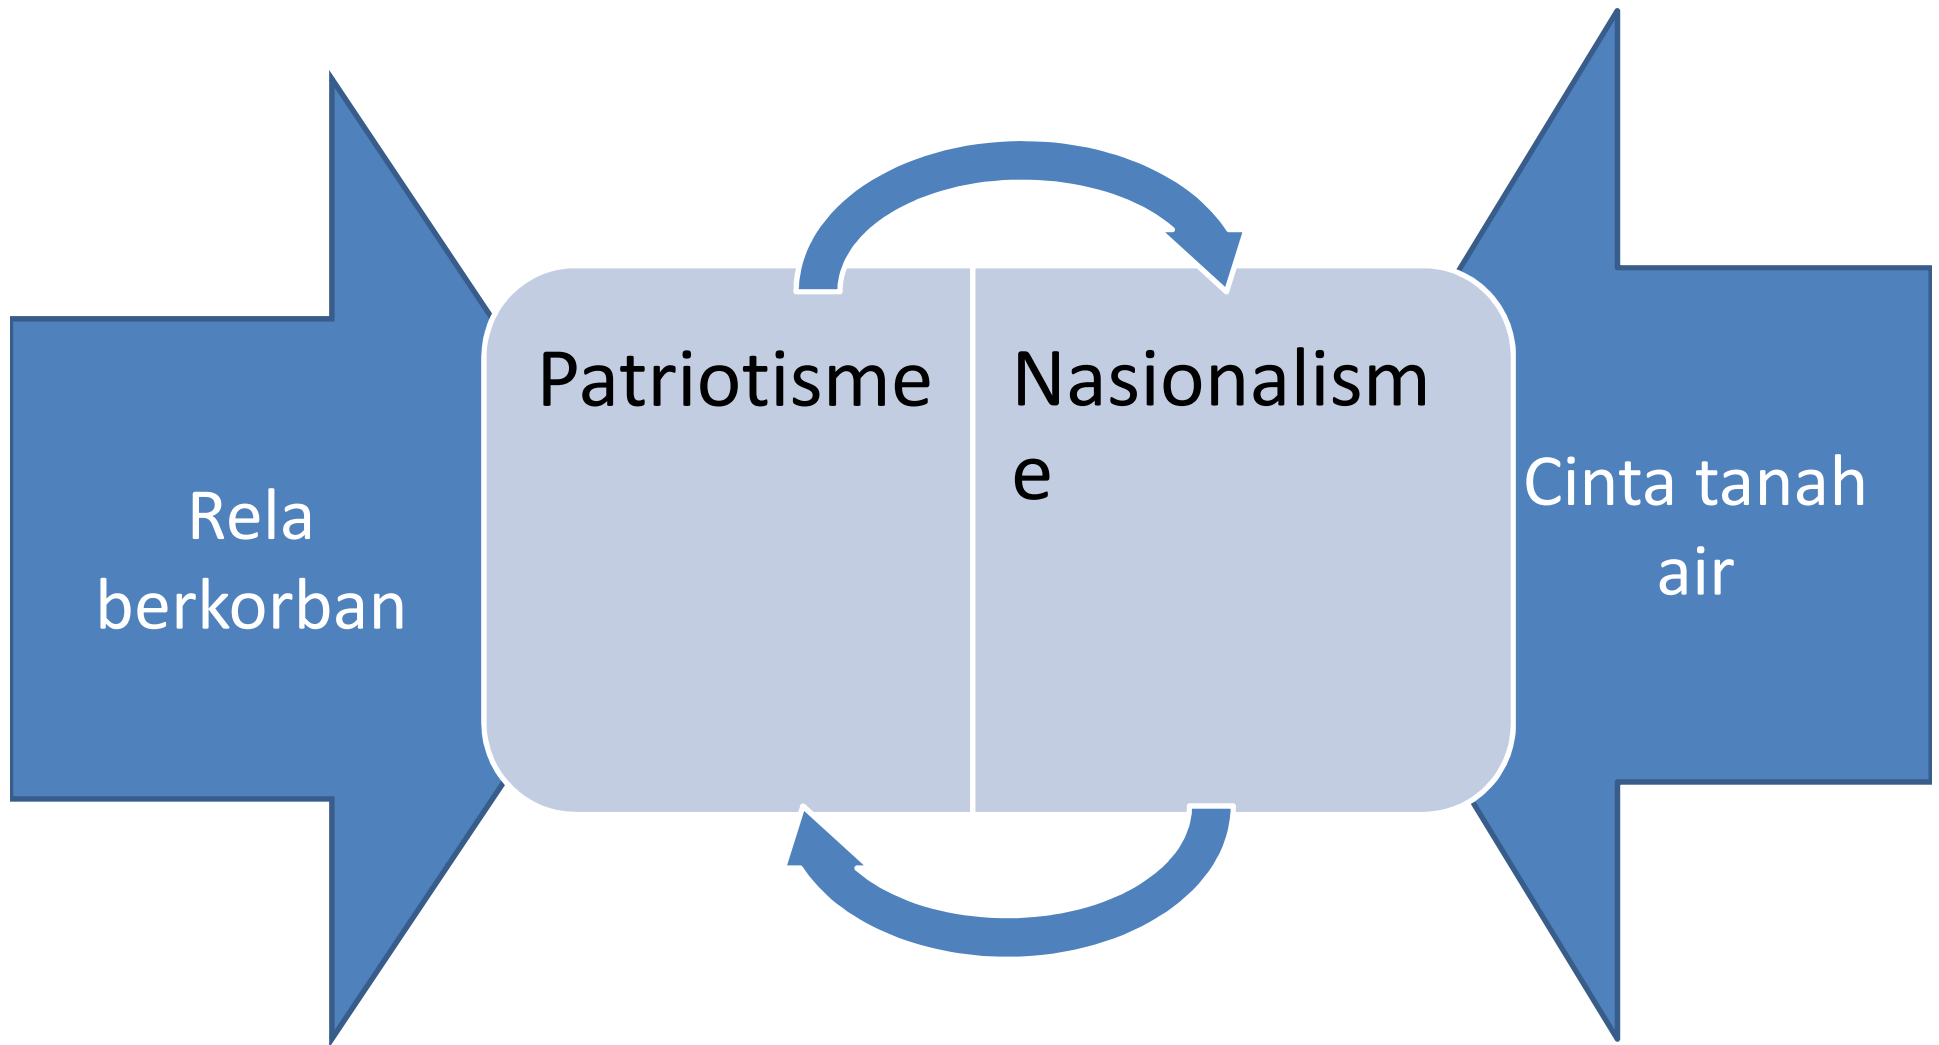 Patriotisme
Nasionalism
e
Rela
berkorban
Cinta tanah
air